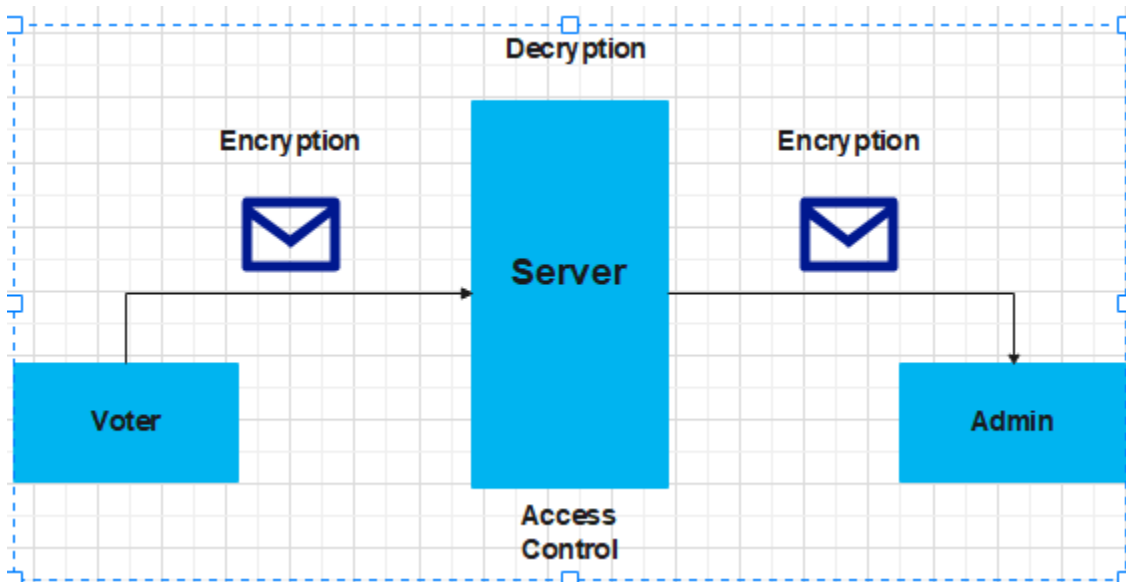 Decryption
Encryption
Encryption
Server
Voter
Admin
Access
Control